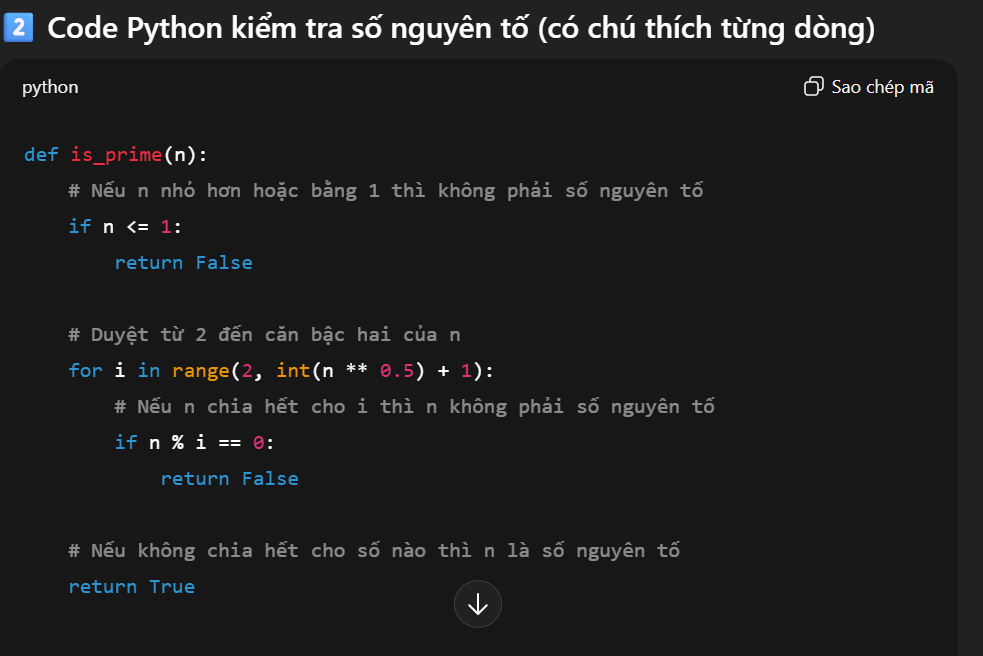 2 Code Python kiểm tra số nguyên tố (có chú thích từng dòng)
python
Sao chép mã
def is_prime(n):
    # Nếu n nhỏ hơn hoặc bằng 1 thì không phải số nguyên tố
    if n <= 1:
        return False
    # Duyệt từ 2 đến căn bậc hai của n
    for i in range(2, int(n ** 0.5) + 1):
        # Nếu n chia hết cho i thì n không phải số nguyên tố
        if n % i == 0:
            return False
    # Nếu không chia hết cho số nào thì n là số nguyên tố
    return True